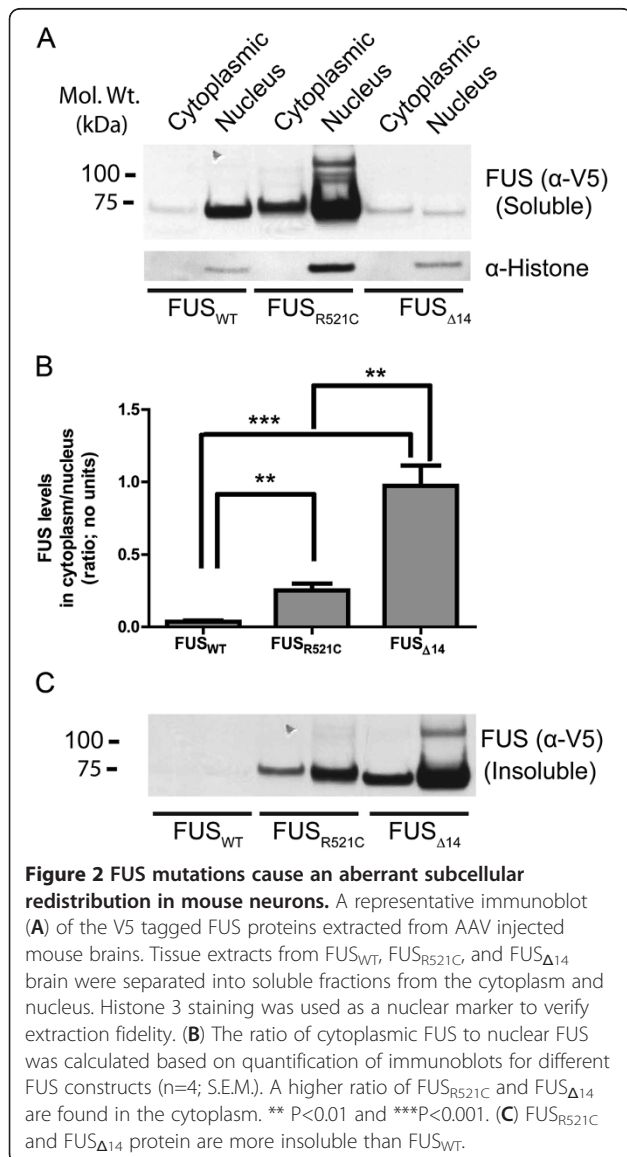 A
Mol. Wt.
(kDa)
Cytoplasmic
Nucleus
Cytoplasmic
Nucleus
Cytoplasmic
Nucleus
100
75
FUS (α-V5)
(Soluble)
α-Histone
FUSWT
FUSR521C
FUSΔ14
B
FUS levels
in cytoplasm/nucleus
(ratio; no units)
1.5
1.0
0.5
0.0
**
***
**
FUSWT
FUSR521C
FUSΔ14
C
100
75
FUS (α-V5)
(Insoluble)
FUSWT
FUSR521C
FUSΔ14
Figure 2 FUS mutations cause an aberrant subcellular
redistribution in mouse neurons. A representative immunoblot
(A) of the V5 tagged FUS proteins extracted from AAV injected
mouse brains. Tissue extracts from FUSWT, FUSR521C, and FUSΔ14
brain were separated into soluble fractions from the cytoplasm and
nucleus. Histone 3 staining was used as a nuclear marker to verify
extraction fidelity. (B) The ratio of cytoplasmic FUS to nuclear FUS
was calculated based on quantification of immunoblots for different
FUS constructs (n=4; S.E.M.). A higher ratio of FUSR521C and FUSΔ14
are found in the cytoplasm. ** P<0.01 and ***P<0.001. (C) FUSR521C
and FUSΔ14 protein are more insoluble than FUSWT.